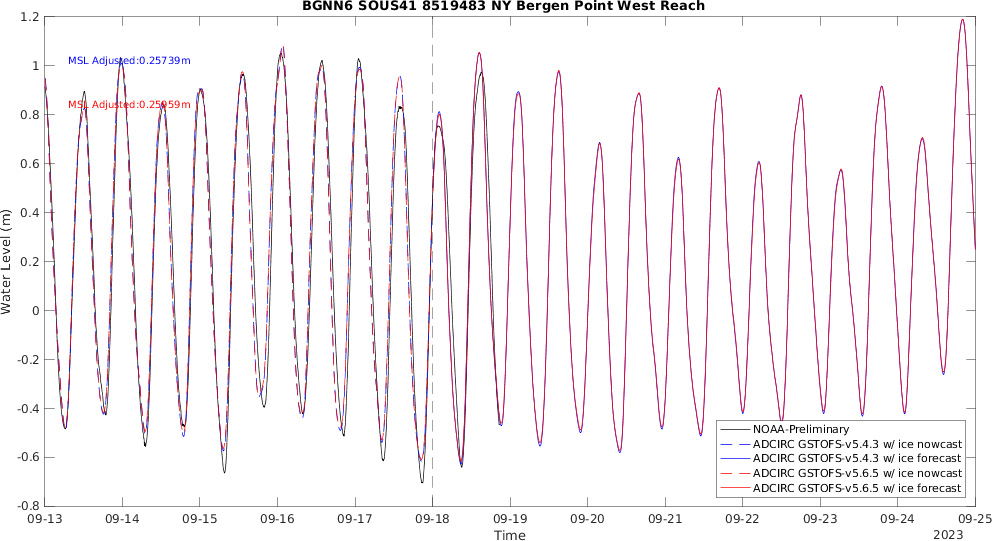 BGNN6 SOUS41 8519483 NY Bergen Point West Reach
1.2
1
0.8
0.6
0.4
0.2
0
-0.2
-0.4
-0.6
-0.8
Water Level (m)
MSL Adjusted:0.25739m
MSL Adjusted:0.25959m
NOAA-Preliminary
ADCIRC GSTOFS-v5.4.3 w/ ice nowcast
ADCIRC GSTOFS-v5.4.3 w/ ice forecast
ADCIRC GSTOFS-v5.6.5 w/ ice nowcast
ADCIRC GSTOFS-v5.6.5 w/ ice forecast
09-13 09-14 09-15 09-16 09-17 09-18 09-19 09-20 09-21 09-22 09-23 09-24 09-25
Time
2023